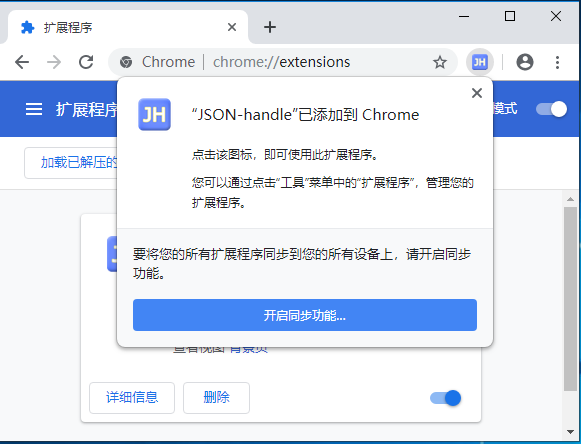 扩展程序
Chrome | chrome://extensions
JH
扩展程序
模式
加载已解压的
JH
“JSON-handle”已添加到 Chrome
点击该图标，即可使用此扩展程序。
您可以通过点击“工具”菜单中的“扩展程序”，管理您的
扩展程序。
要将您的所有扩展程序同步到您的所有设备上，请开启同步
功能。
开启同步功能...
查看视图 背景页
详细信息
删除